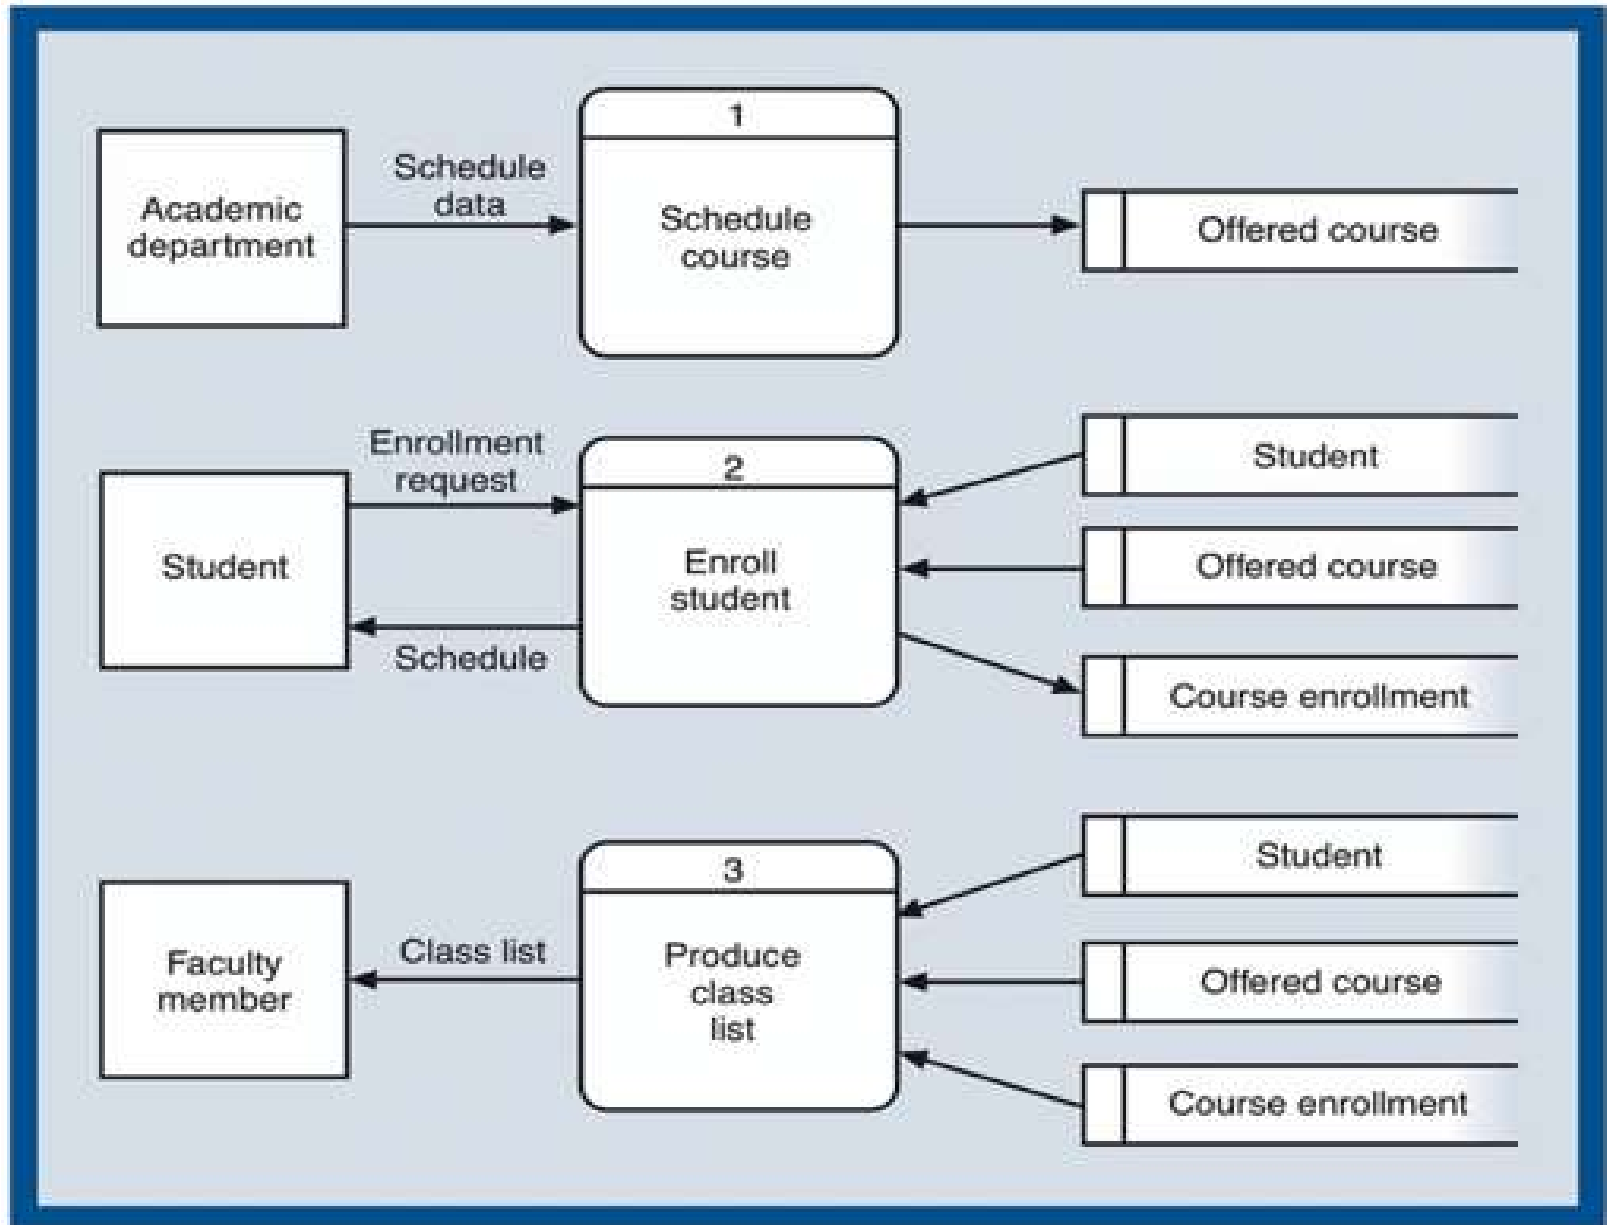 1
Academic
department
Schedule
data
Schedule
course
Offered course
Student
Enrollment
request
Schedule
2
Enroll
student
Student
Offered course
Course enrollment
Faculty
member
Class list
3
Produce
class
list
Student
Offered course
Course enrollment